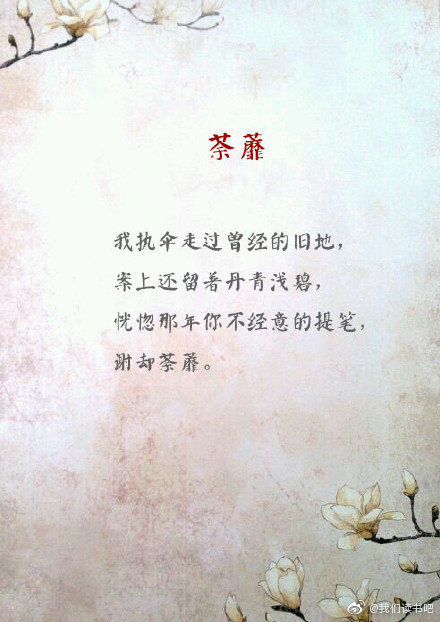 荼蘼
我执伞走过曾经的旧地，
案上还留着丹青浅碧，
恍惚那年你不经意的提笔，
谢却荼蘼。
@我们读书吧